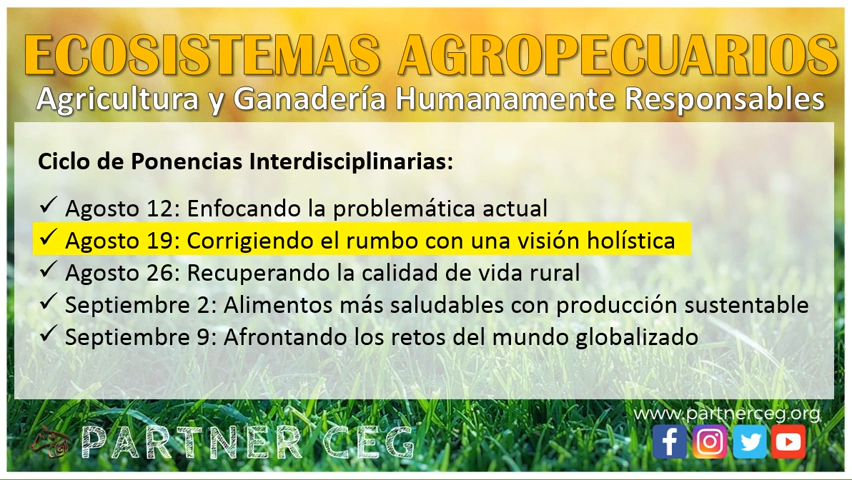 ECOSISTEMAS AGROPECUARIOS
Agricultura y Ganadería Humanamente Responsables
Ciclo de Ponencias Interdisciplinarias:
✓ Agosto 12: Enfocando la problemática actual
✓ Agosto 19: Corrigiendo el rumbo con una visión holística
✓ Agosto 26: Recuperando la calidad de vida rural
✓ Septiembre 2: Alimentos más saludables con producción sustentable
✓ Septiembre 9: Afrontando los retos del mundo globalizado
www.partnerceg.org
PARTNER CEG